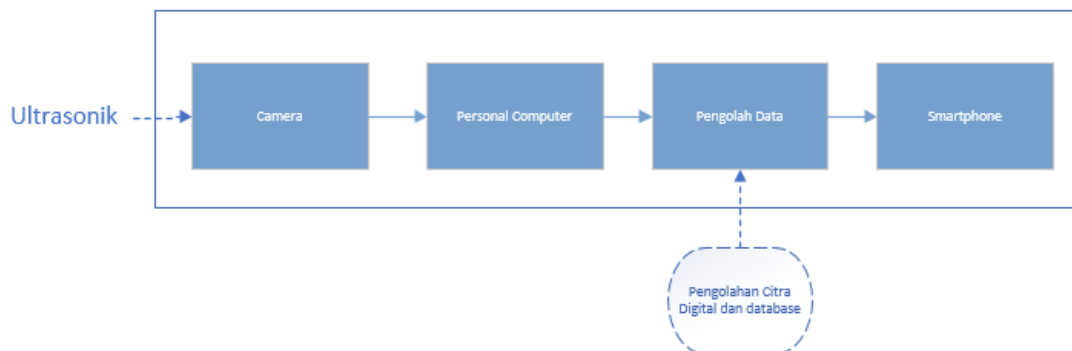 Ultrasonik
Camera
Personal Computer
Pengolah Data
Smartphone
Pengolahan Citra
Digital dan database